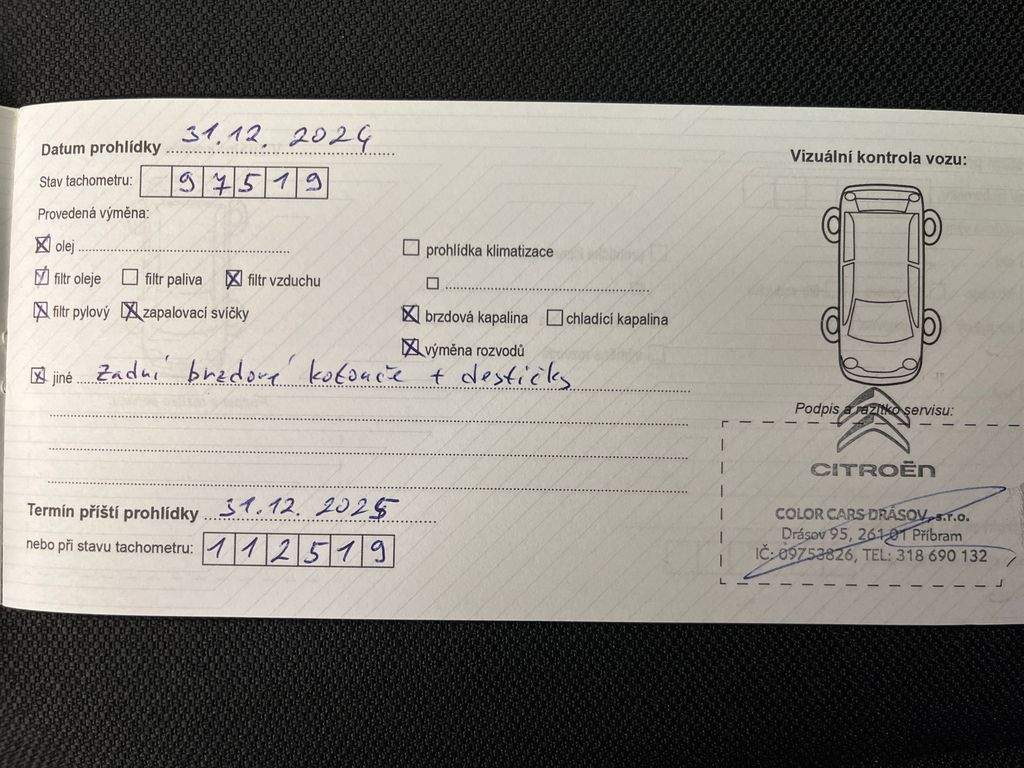 Datum prohlídky 31.12. 2024
Stav tachometru: 97519
Provedená výměna:
olej
filtr oleje filtr paliva filtr vzduchu
filtr pylový zapalovací svíčky
prohlídka klimatizace
brzdová kapalina chladící kapalina
výměna rozvodů
jiné Zadní brzdové kotouče + destičky
Termín příští prohlídky 31.12. 2025
nebo při stavu tachometru: 112519
Vizuální kontrola vozu:
Podpis a razítko servisu:
CITROËN
COLOR CARS DRÁSOV, s.r.o.
Drásov 95, 261 01 Příbram
IČ: 09753826, TEL: 318 690 132